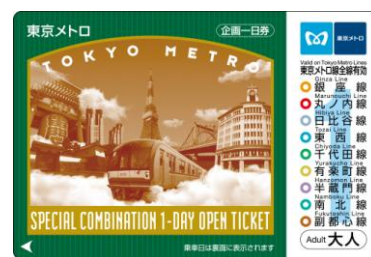 東京メトロ
企画一日券
TOKYO METRO
SPECIAL COMBINATION 1-DAY OPEN TICKET
乗車日は裏面に表示されます
東京メトロ
Valid on Tokyo Metro Lines
東京メトロ線全線有効
Ginza Line
銀座線
Marunouchi Line
丸ノ内線
Hibiya Line
日比谷線
Tozai Line
東西線
Chiyoda Line
千代田線
Yurakucho Line
有楽町線
Hanzomon Line
半蔵門線
Namboku Line
南北線
Fukutoshin Line
副都心線
Adult 大人